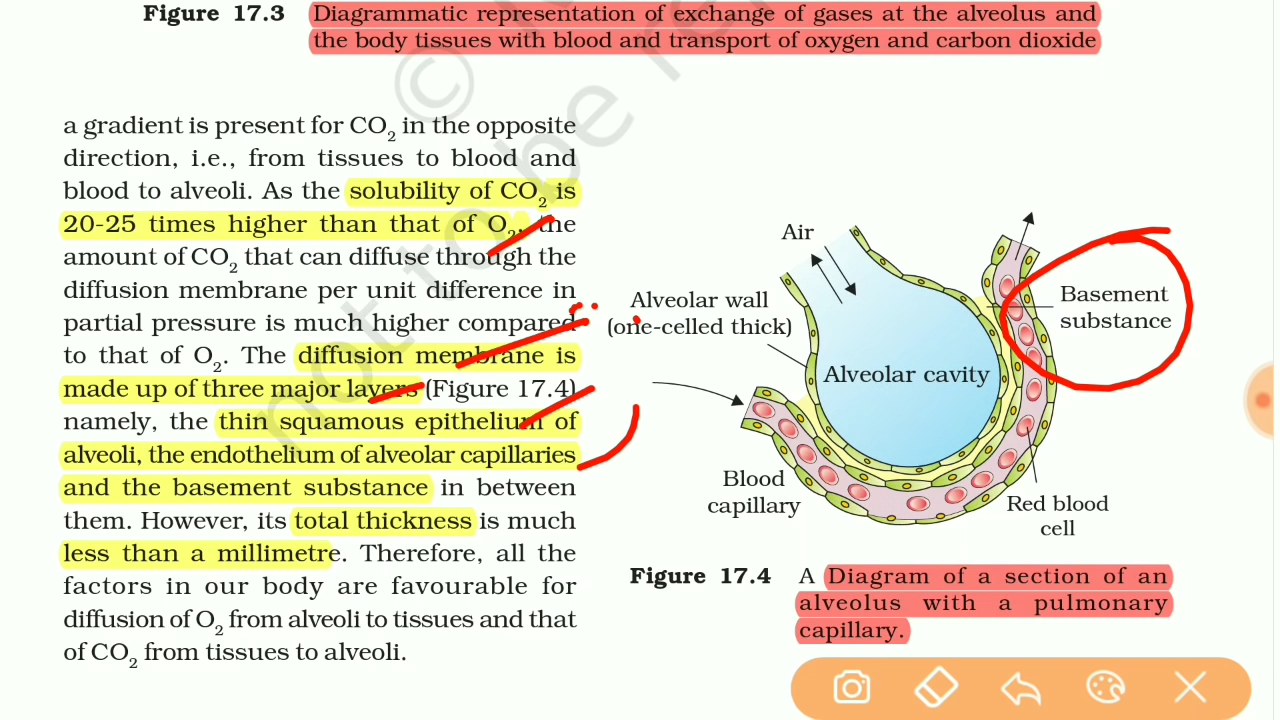 Figure 17.3 Diagrammatic representation of exchange of gases at the alveolus and
the body tissues with blood and transport of oxygen and carbon dioxide
a gradient is present for CO₂ in the opposite
direction, i.e., from tissues to blood and
blood to alveoli. As the solubility of CO₂ is
20-25 times higher than that of O₂, the
amount of CO₂ that can diffuse through the
diffusion membrane per unit difference in
partial pressure is much higher compared
to that of O₂. The diffusion membrane is
made up of three major layers (Figure 17.4)
namely, the thin squamous epithelium of
alveoli, the endothelium of alveolar capillaries
and the basement substance in between
them. However, its total thickness is much
less than a millimetre. Therefore, all the
factors in our body are favourable for
diffusion of O₂ from alveoli to tissues and that
of CO₂ from tissues to alveoli.
Air
Alveolar wall
(one-celled thick)
Basement
substance
Alveolar cavity
Blood
capillary
Red blood
cell
Figure 17.4 A Diagram of a section of an
alveolus with a pulmonary
capillary.
© 
not to be re